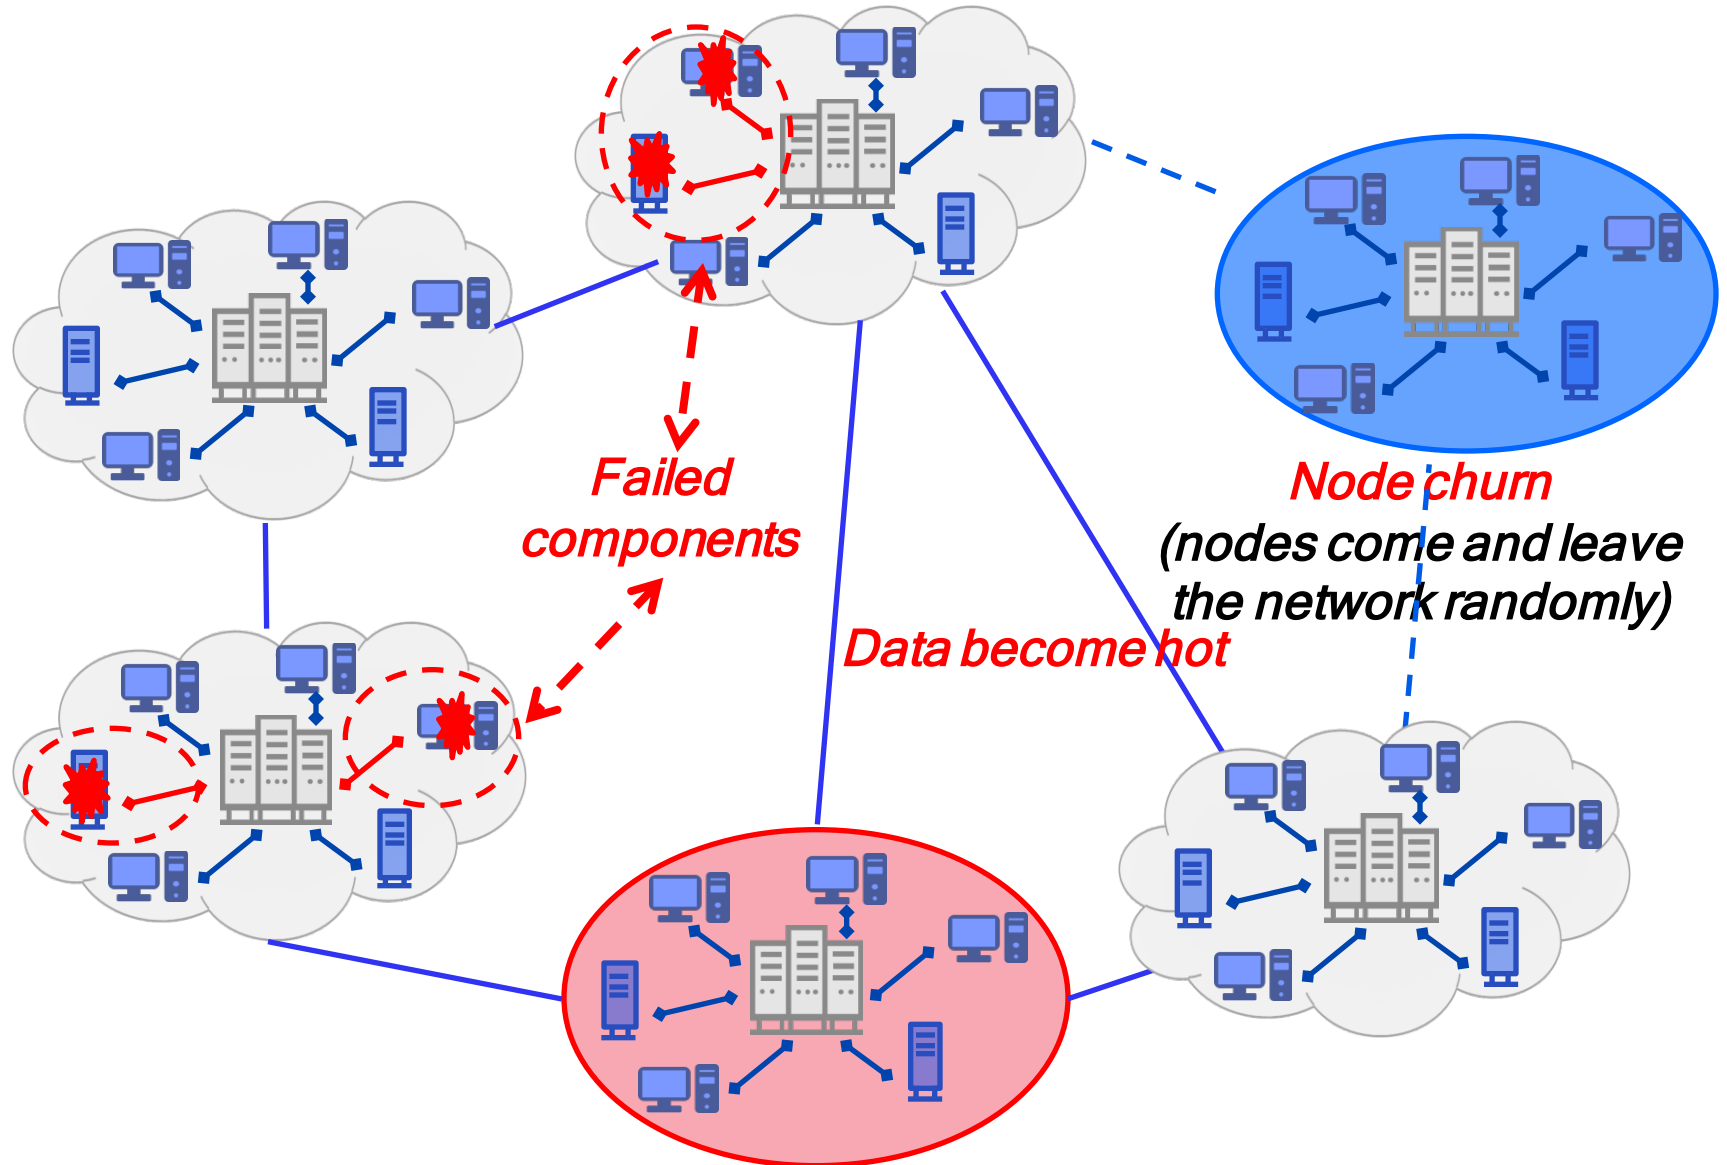 Failed
components
Node churn
(nodes come and leave
the network randomly)
Data become hot